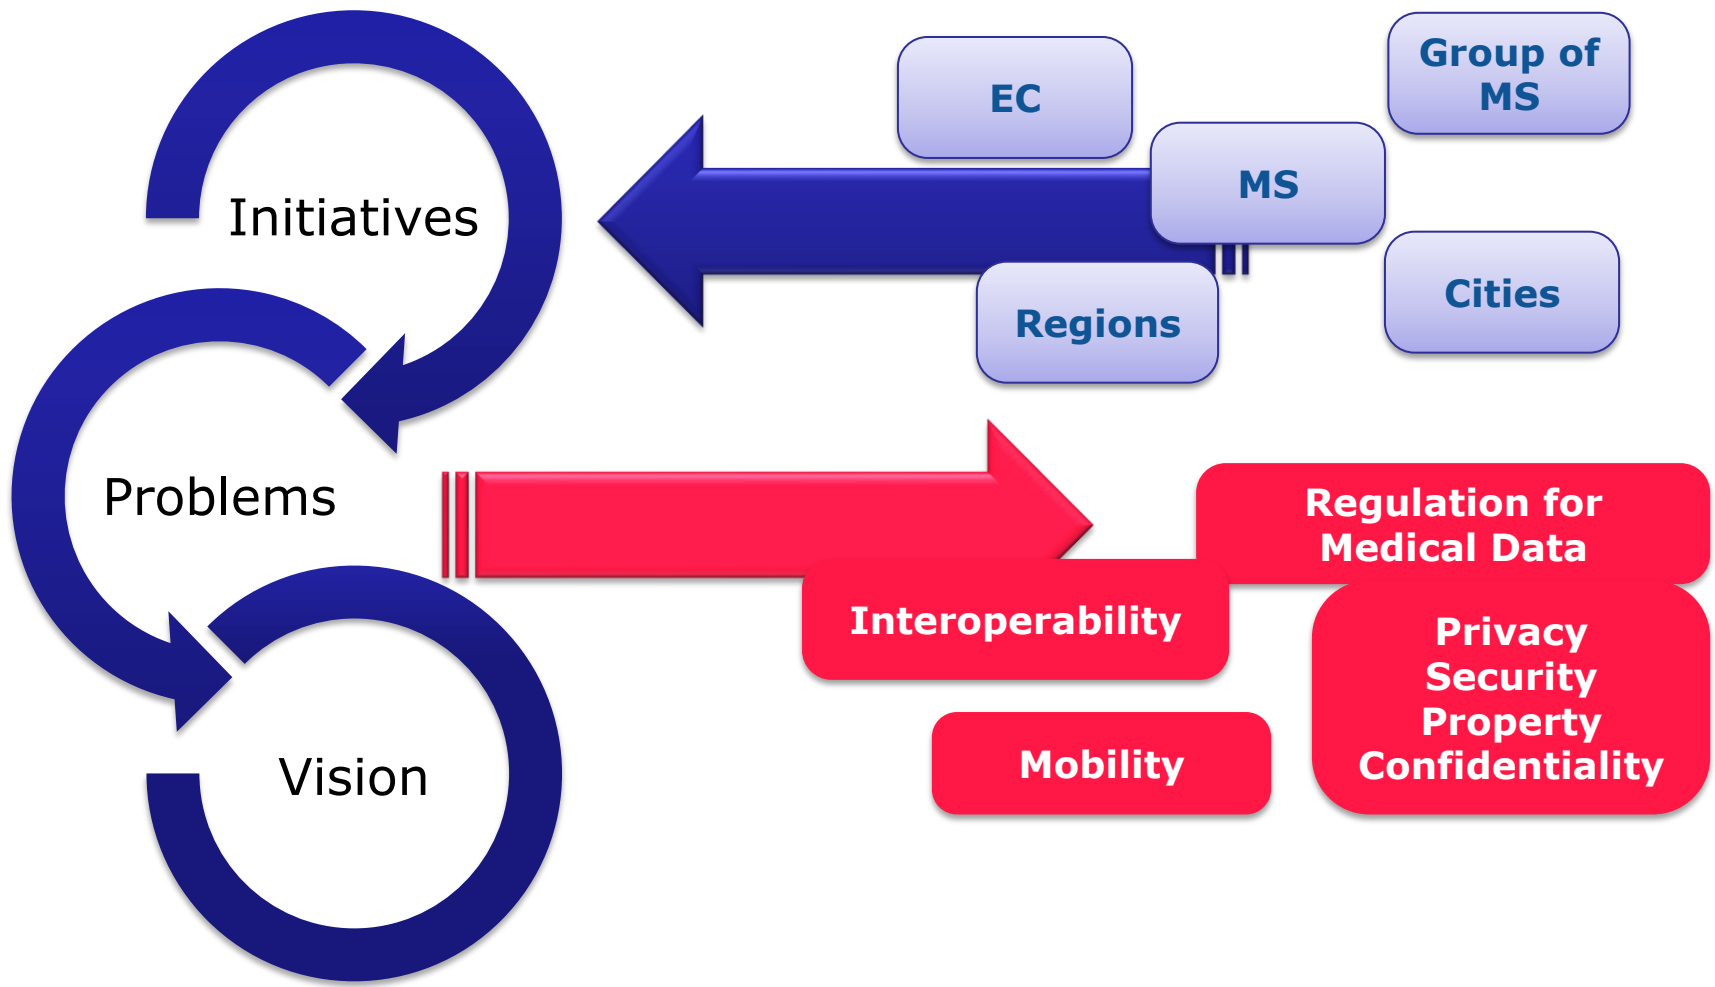 Initiatives
EC
Group of
MS
MS
Regions
Cities
Problems
Regulation for
Medical Data
Interoperability
Privacy
Security
Property
Confidentiality
Mobility
Vision